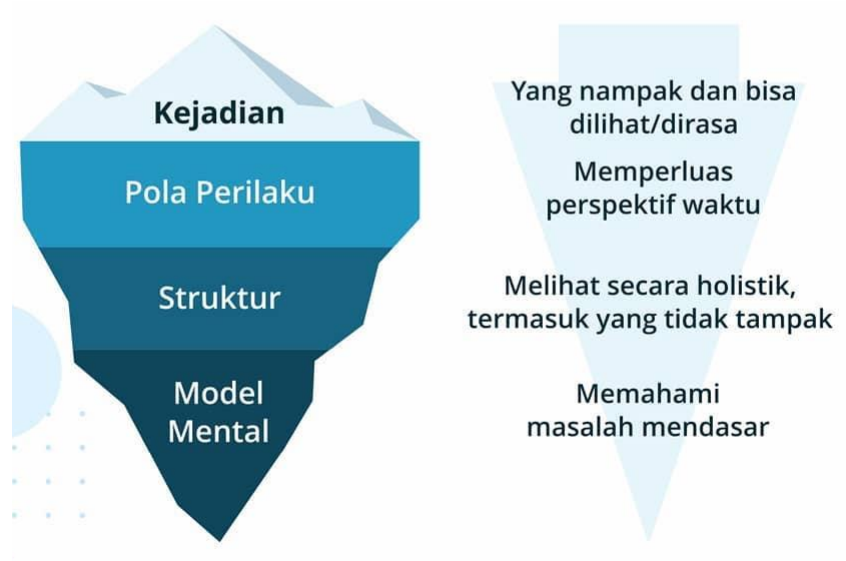 Kejadian
Pola Perilaku
Struktur
Model
Mental
Yang nampak dan bisa
dilihat/dirasa
Memperluas
perspektif waktu
Melihat secara holistik,
termasuk yang tidak tampak
Memahami
masalah mendasar